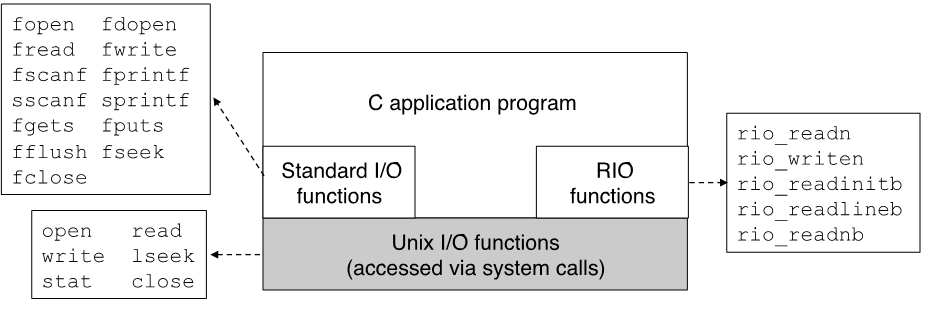 fopen fdopen
fread fwrite
fscanf fprintf
sscanf sprintf
fgets fputs
fflush fseek
fclose
C application program
Standard I/O
functions
RIO
functions
rio_readn
rio_writen
rio_readinitb
rio_readlineb
rio_readnb
open read
write lseek
stat close
Unix I/O functions
(accessed via system calls)